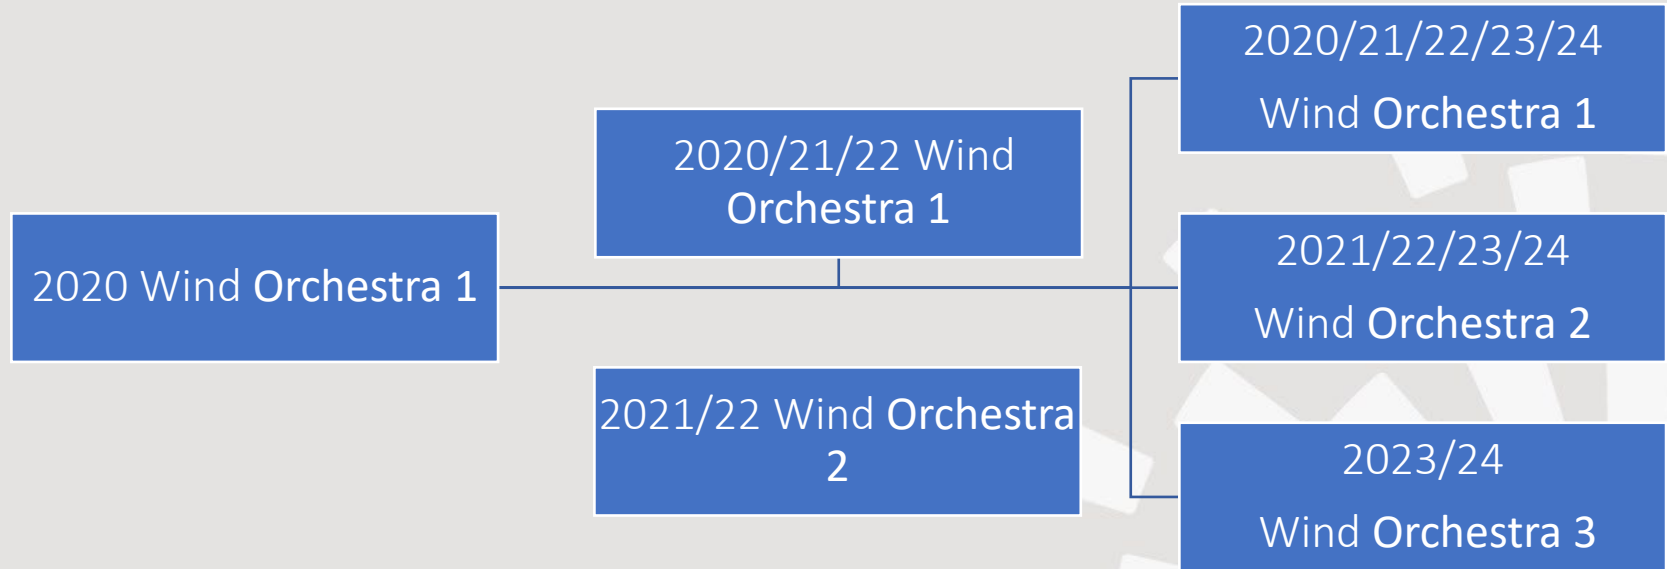 2020 Wind Orchestra 1
2020/21/22 Wind
Orchestra 1
2021/22 Wind Orchestra
2
2020/21/22/23/24
Wind Orchestra 1
2021/22/23/24
Wind Orchestra 2
2023/24
Wind Orchestra 3